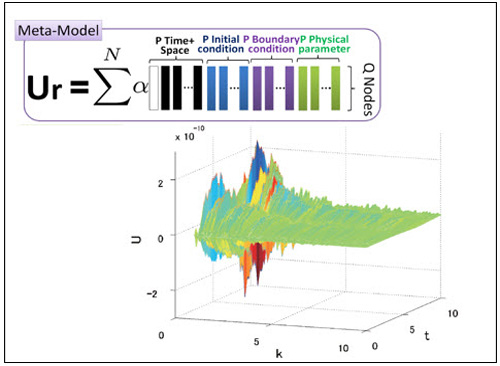 Meta-Model
P Time+ P Initial P Boundary P Physical
Space condition condition parameter
N
Ur = ∑ α ... ... ... ...
Q Nodes
x 10⁻¹⁰
2
0
-2
U
0
5
10
k
0
5
10
t